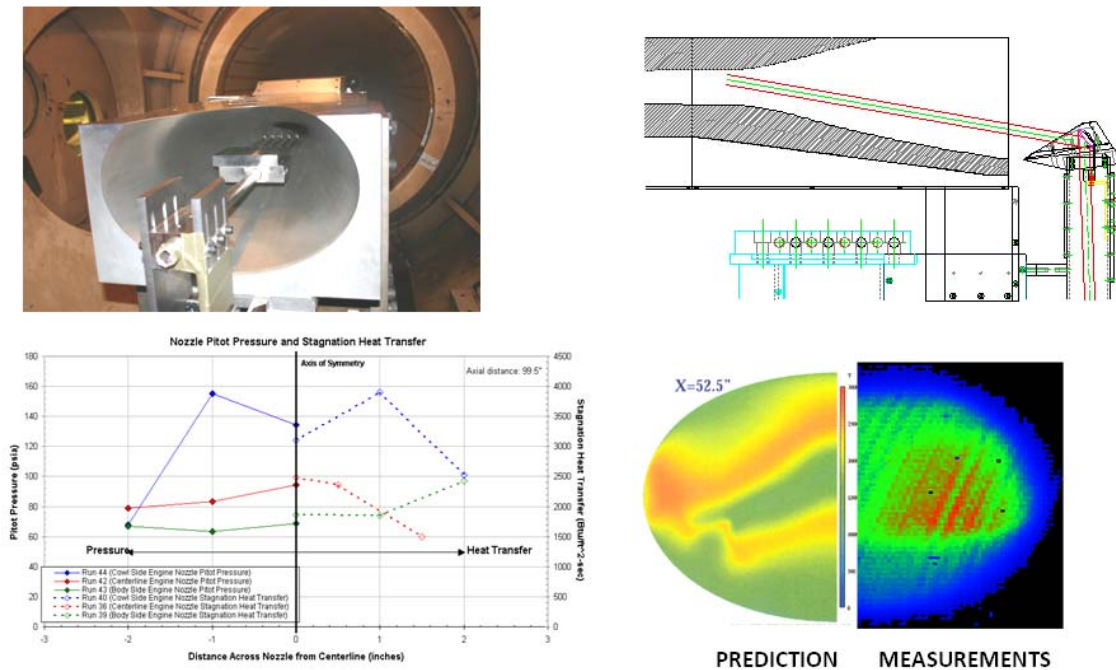 Nozzle Pitot Pressure and Stagnation Heat Transfer
Axis of Symmetry
Axial distance: 99.5"
180
160
140
120
100
80
60
40
20
0
Pitot Pressure (psia)
4500
4000
3500
3000
2500
2000
1500
1000
500
0
Stagnation Heat Transfer (Btu/ft^2-sec)
Pressure
Heat Transfer
Run 44 (Cowl Side Engine Nozzle Pitot Pressure)
Run 42 (Centerline Engine Nozzle Pitot Pressure)
Run 43 (Body Side Engine Nozzle Pitot Pressure)
Run 40 (Cowl Side Engine Nozzle Stagnation Heat Transfer)
Run 36 (Centerline Engine Nozzle Stagnation Heat Transfer)
Run 39 (Body Side Engine Nozzle Stagnation Heat Transfer)
-3 -2 -1 0 1 2 3
Distance Across Nozzle from Centerline (inches)
X=52.5"
T
PREDICTION MEASUREMENTS